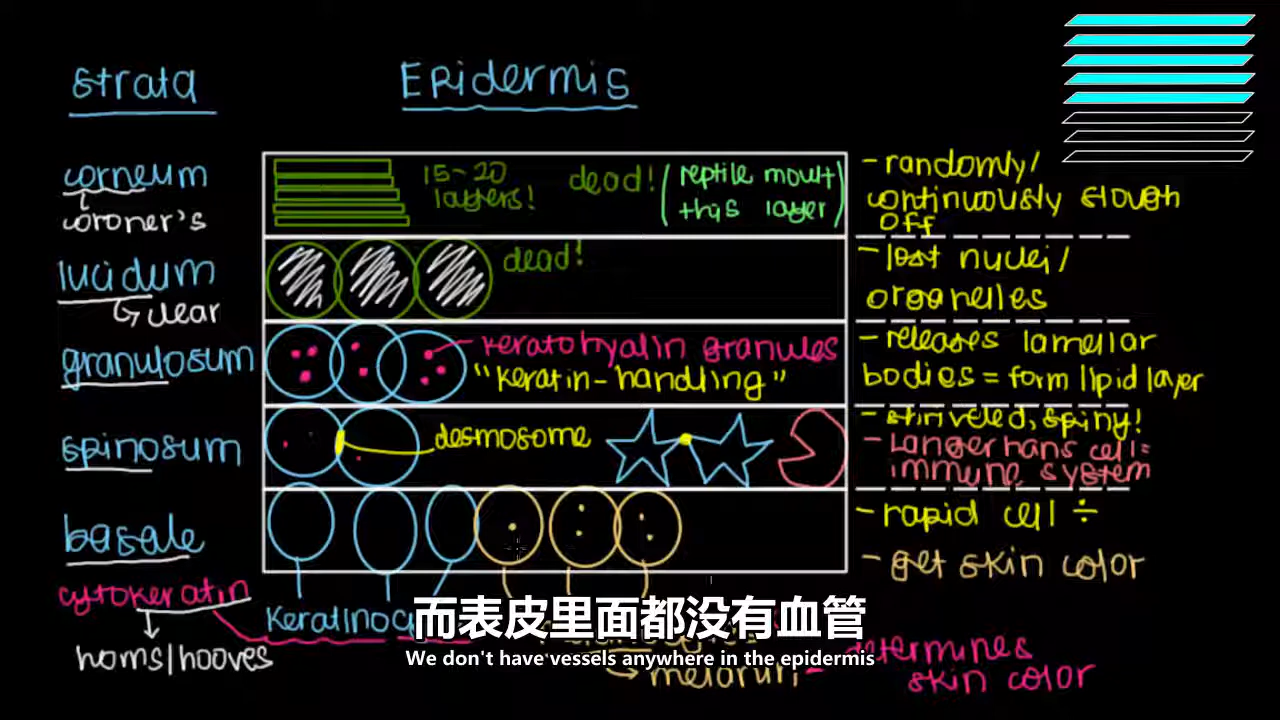 strata
Epidermis
corneum
coroner's
15-20
layers!
dead!
(reptile moult
this layer)
-randomly/
continuously slough
off
lucidum
↳ clear
dead!
-lost nuclei/
organelles
granulosum
keratohyalin granules
"keratin-handling"
-releases lamellar
bodies = form lipid layer
spinosum
desmosome
-shriveled, spiny!
-Langerhans cell=
immune system
basale
-rapid cell ÷
-get skin color
cytokeratin
horns/hooves
而表皮里面都没有血管
We don't have vessels anywhere in the epidermis
determines
skin color